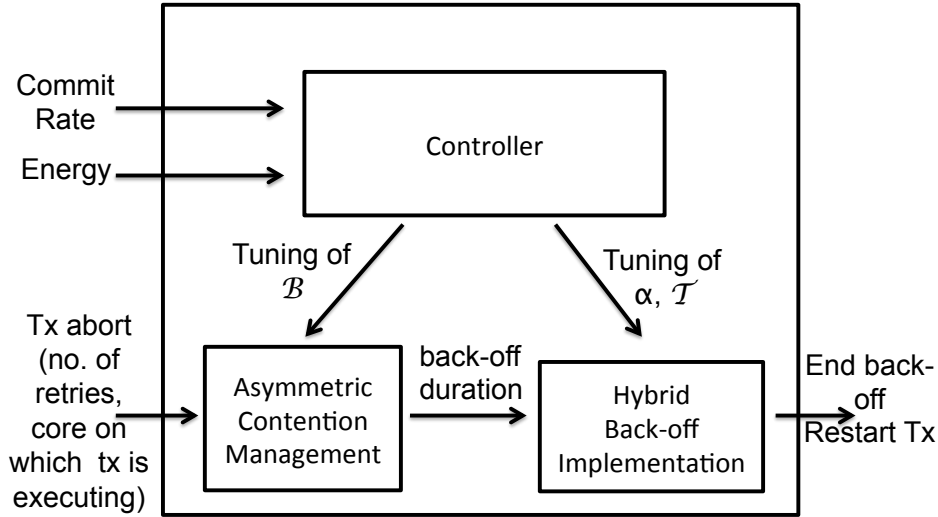 Commit
Rate
Controller
Energy
Tuning of
ℬ
Tuning of
α, 𝒯
Tx abort
(no. of
retries,
core on
which tx is
executing)
Asymmetric
Contention
Management
back-off
duration
Hybrid
Back-off
Implementation
End back-
off
Restart Tx